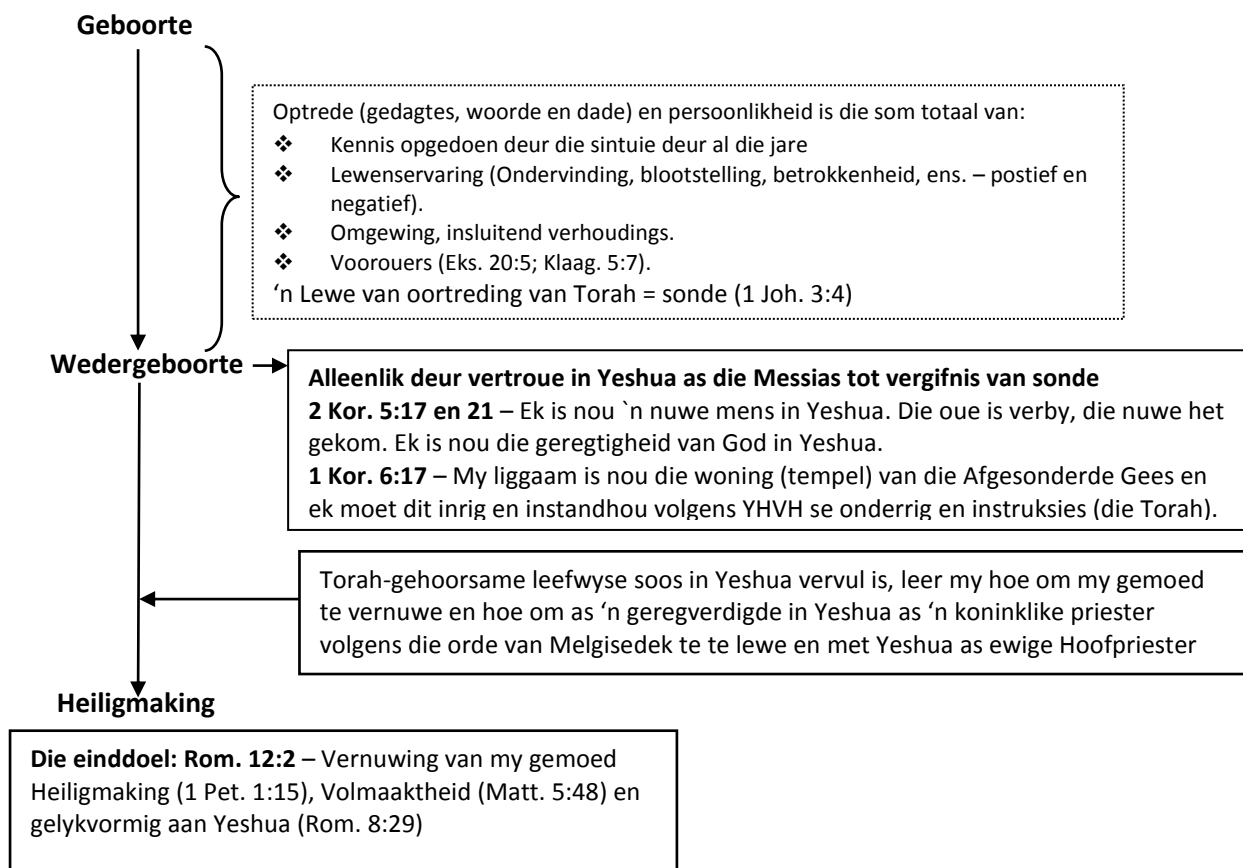 Geboorte
Optrede (gedagtes, woorde en dade) en persoonlikheid is die som totaal van:
❖ Kennis opgedoen deur die sintuie deur al die jare
❖ Lewenservaring (Ondervinding, blootstelling, betrokkenheid, ens. – postief en
negatief).
❖ Omgewing, insluitend verhoudings.
❖ Voorouers (Eks. 20:5; Klaag. 5:7).
‘n Lewe van oortreding van Torah = sonde (1 Joh. 3:4)
Wedergeboorte
Alleenlik deur vertroue in Yeshua as die Messias tot vergifnis van sonde
2 Kor. 5:17 en 21 – Ek is nou `n nuwe mens in Yeshua. Die oue is verby, die nuwe het
gekom. Ek is nou die geregtigheid van God in Yeshua.
1 Kor. 6:17 – My liggaam is nou die woning (tempel) van die Afgesonderde Gees en
ek moet dit inrig en instandhou volgens YHVH se onderrig en instruksies (die Torah).
Torah-gehoorsame leefwyse soos in Yeshua vervul is, leer my hoe om my gemoed
te vernuwe en hoe om as ‘n geregverdigde in Yeshua as ‘n koninklike priester
volgens die orde van Melgisedek te te lewe en met Yeshua as ewige Hoofpriester
Heiligmaking
Die einddoel: Rom. 12:2 – Vernuwing van my gemoed
Heiligmaking (1 Pet. 1:15), Volmaaktheid (Matt. 5:48) en
gelykvormig aan Yeshua (Rom. 8:29)